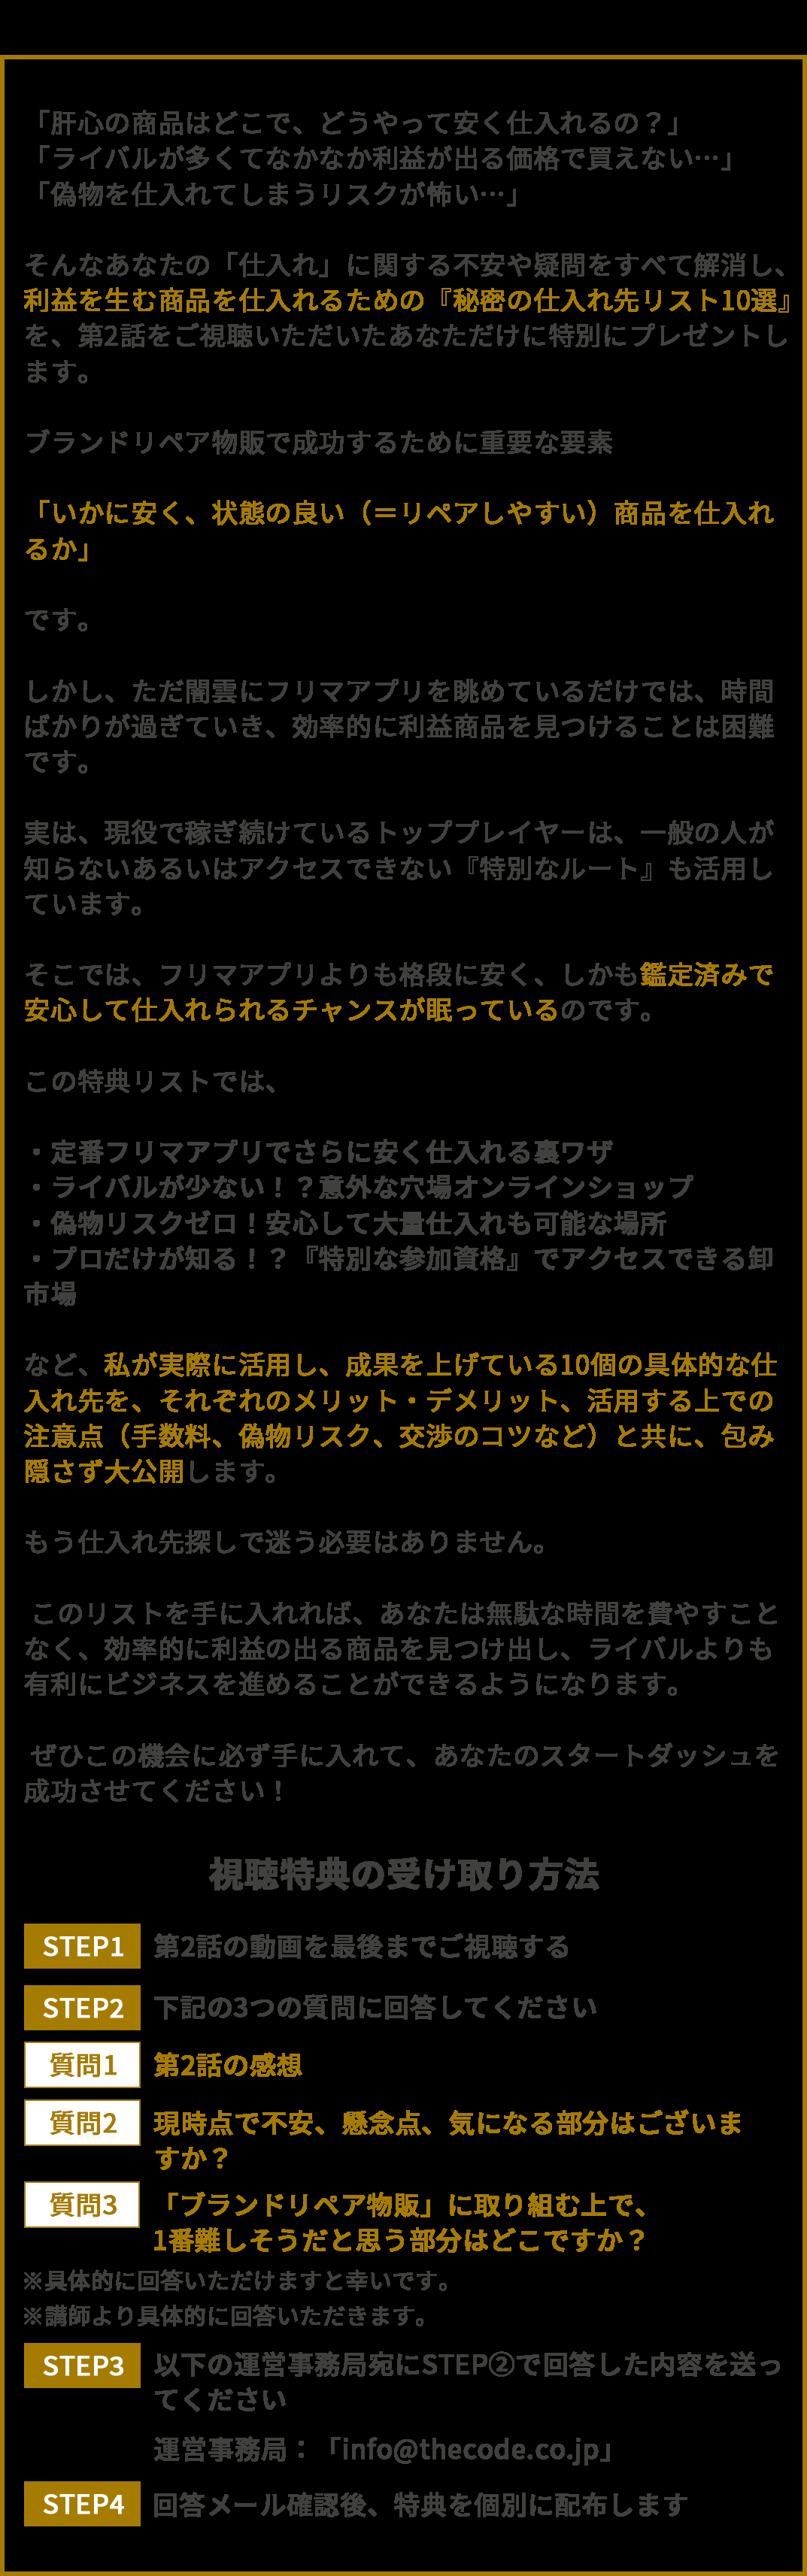 「肝心の商品はどこで、どうやって安く仕入れるの？」
「ライバルが多くてなかなか利益が出る価格で買えない…」
「偽物を仕入れてしまうリスクが怖い…」
そんなあなたの「仕入れ」に関する不安や疑問をすべて解消し、
利益を生む商品を仕入れるための『秘密の仕入れ先リスト10選』
を、第2話をご視聴いただいたあなただけに特別にプレゼントし
ます。
ブランドリペア物販で成功するために重要な要素
「いかに安く、状態の良い（＝リペアしやすい）商品を仕入れ
るか」
です。
しかし、ただ闇雲にフリマアプリを眺めているだけでは、時間
ばかりが過ぎていき、効率的に利益商品を見つけることは困難
です。
実は、現役で稼ぎ続けているトッププレイヤーは、一般の人が
知らないあるいはアクセスできない『特別なルート』も活用し
ています。
そこでは、フリマアプリよりも格段に安く、しかも鑑定済みで
安心して仕入れられるチャンスが眠っているのです。
この特典リストでは、
・定番フリマアプリでさらに安く仕入れる裏ワザ
・ライバルが少ない！？意外な穴場オンラインショップ
・偽物リスクゼロ！安心して大量仕入れも可能な場所
・プロだけが知る！？『特別な参加資格』でアクセスできる卸
市場
など、私が実際に活用し、成果を上げている10個の具体的な仕
入れ先を、それぞれのメリット・デメリット、活用する上での
注意点（手数料、偽物リスク、交渉のコツなど）と共に、包み
隠さず大公開します。
もう仕入れ先探しで迷う必要はありません。
このリストを手に入れれば、あなたは無駄な時間を費やすこと
なく、効率的に利益の出る商品を見つけ出し、ライバルよりも
有利にビジネスを進めることができるようになります。
ぜひこの機会に必ず手に入れて、あなたのスタートダッシュを
成功させてください！
視聴特典の受け取り方法
STEP1 第2話の動画を最後までご視聴する
STEP2 下記の3つの質問に回答してください
質問1 第2話の感想
質問2 現時点で不安、懸念点、気になる部分はございま
すか？
質問3 「ブランドリペア物販」に取り組む上で、
1番難しそうだと思う部分はどこですか？
※具体的に回答いただけますと幸いです。
※講師より具体的に回答いただきます。
STEP3 以下の運営事務局宛にSTEP②で回答した内容を送っ
てください
運営事務局：「info@thecode.co.jp」
STEP4 回答メール確認後、特典を個別に配布します